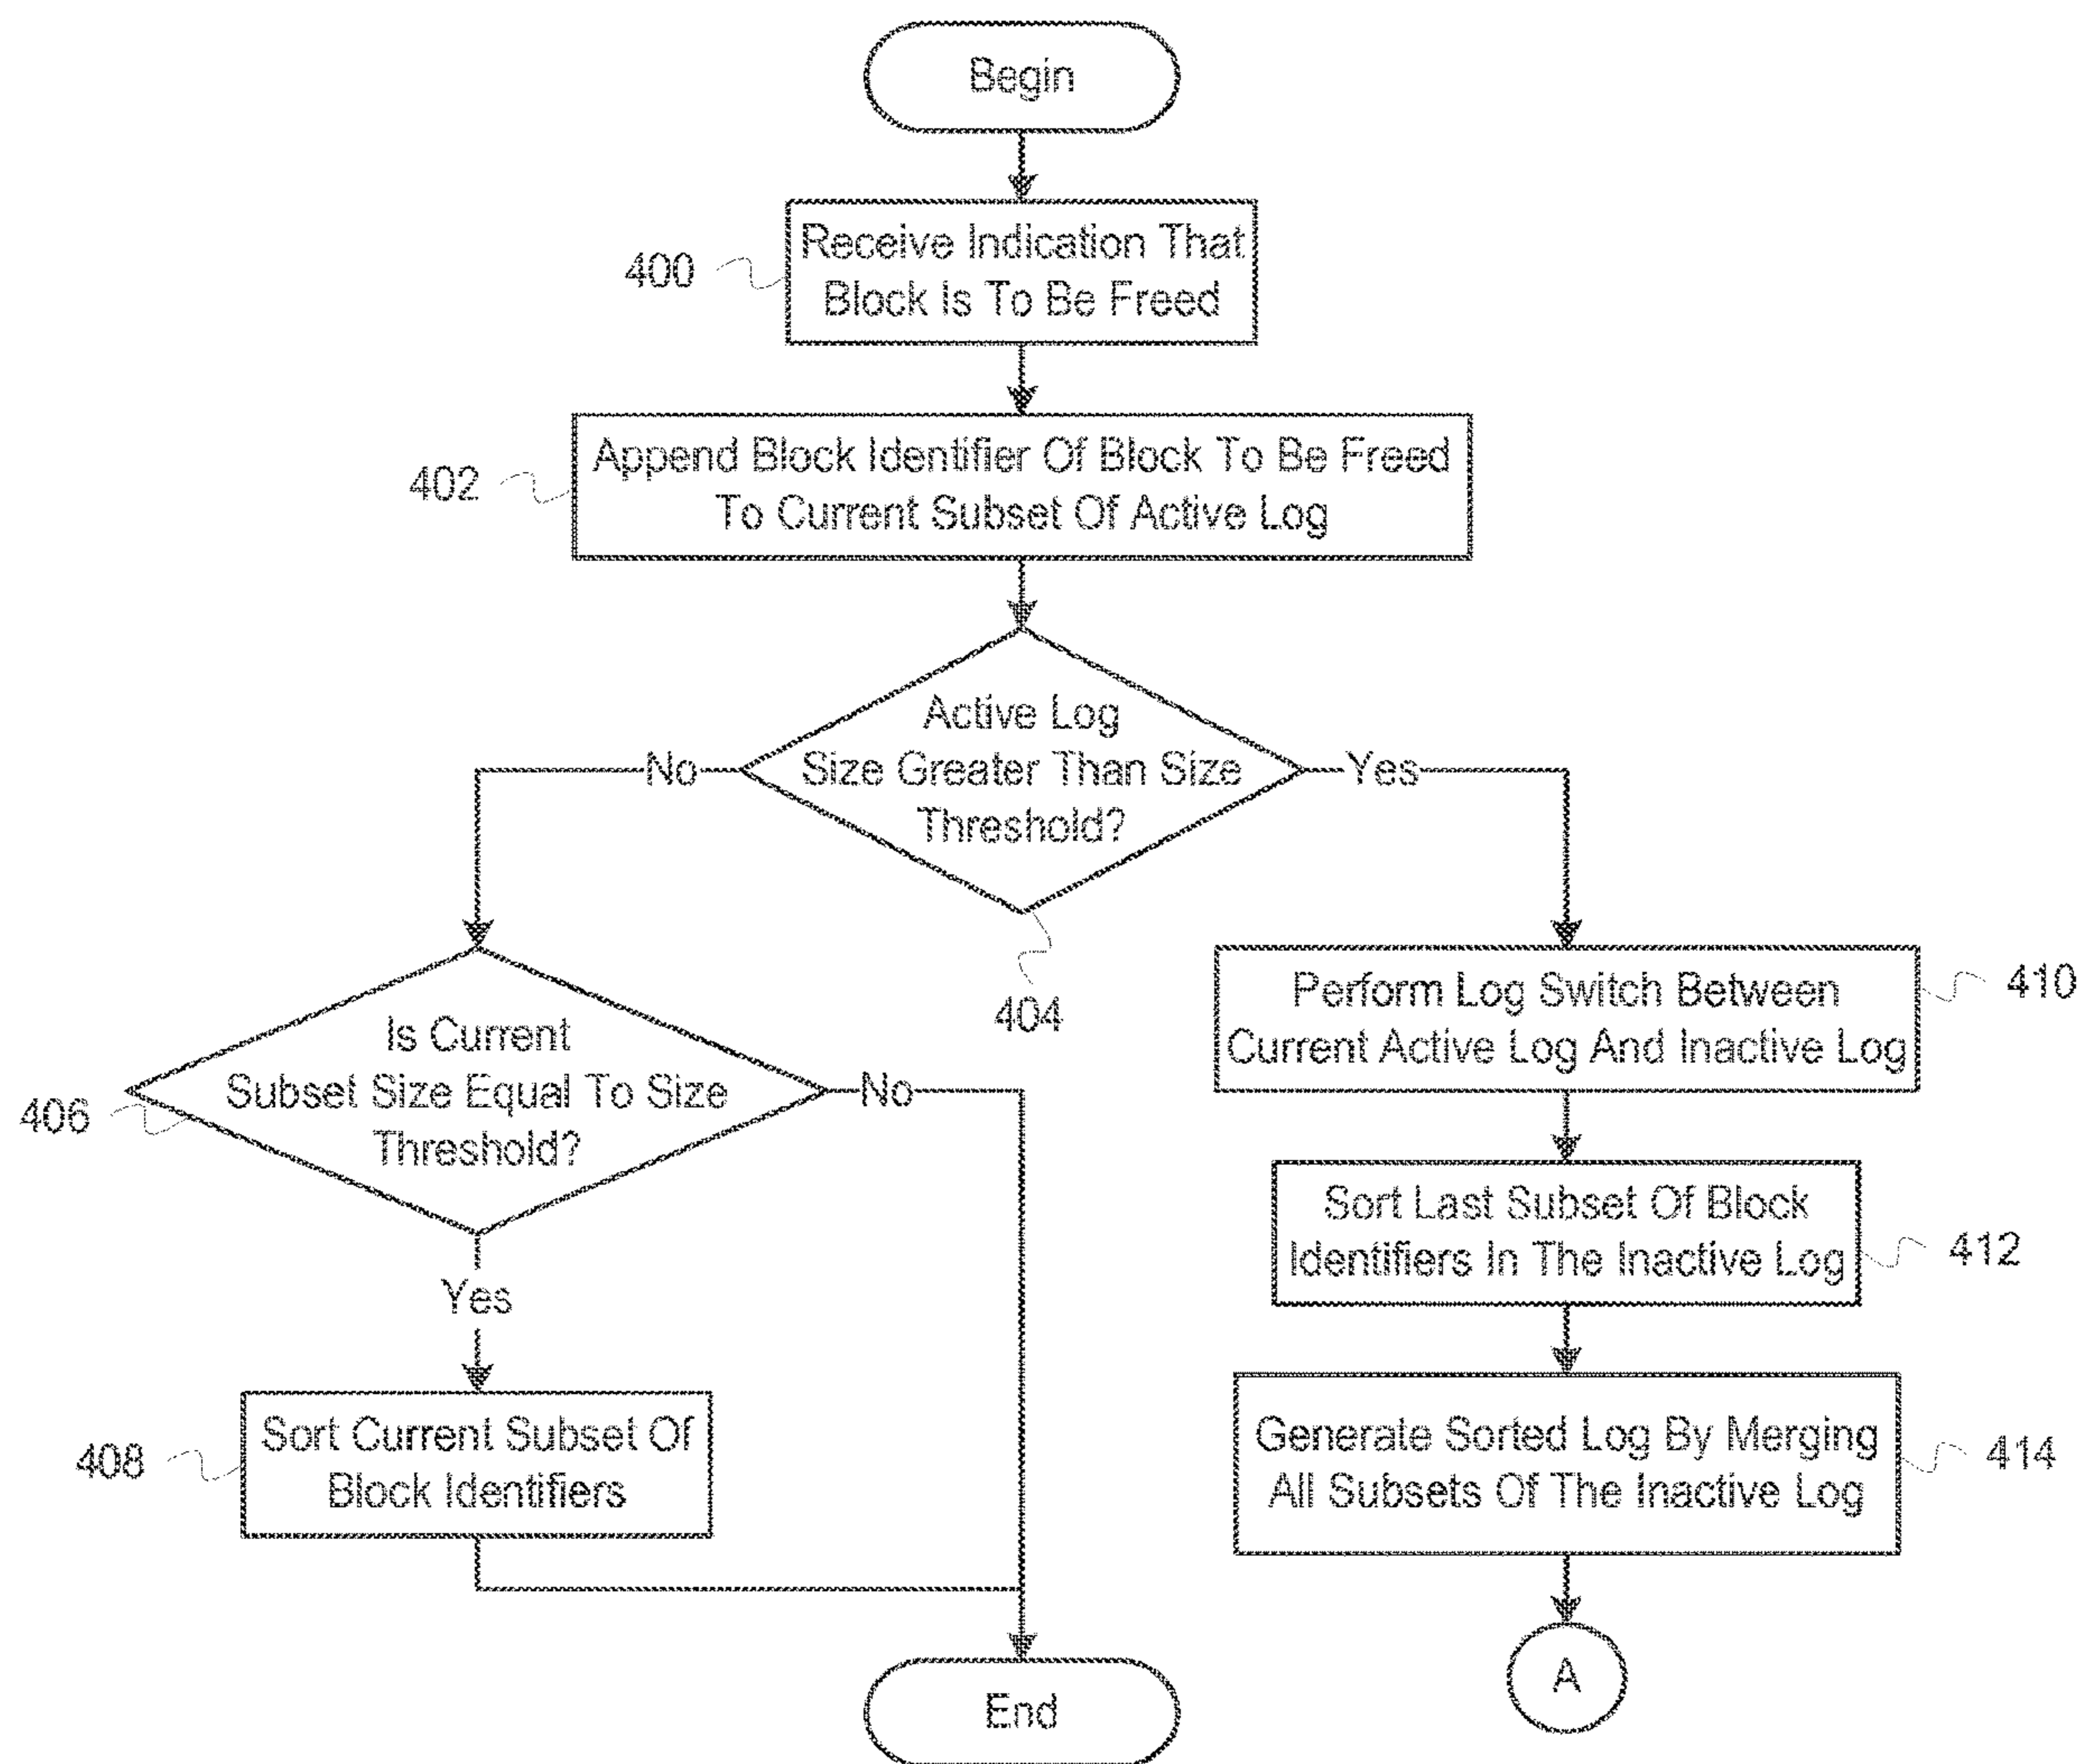 Begin
400
Receive Indication That
Block Is To Be Freed
402
Append Block Identifier Of Block To Be Freed
To Current Subset Of Active Log
Active Log
Size Greater Than Size
Threshold?
No
Yes
404
Is Current
Subset Size Equal To Size
Threshold?
406
No
Yes
408
Sort Current Subset Of
Block Identifiers
Perform Log Switch Between
Current Active Log And Inactive Log
410
Sort Last Subset Of Block
Identifiers In The Inactive Log
412
Generate Sorted Log By Merging
All Subsets Of The Inactive Log
414
A
End